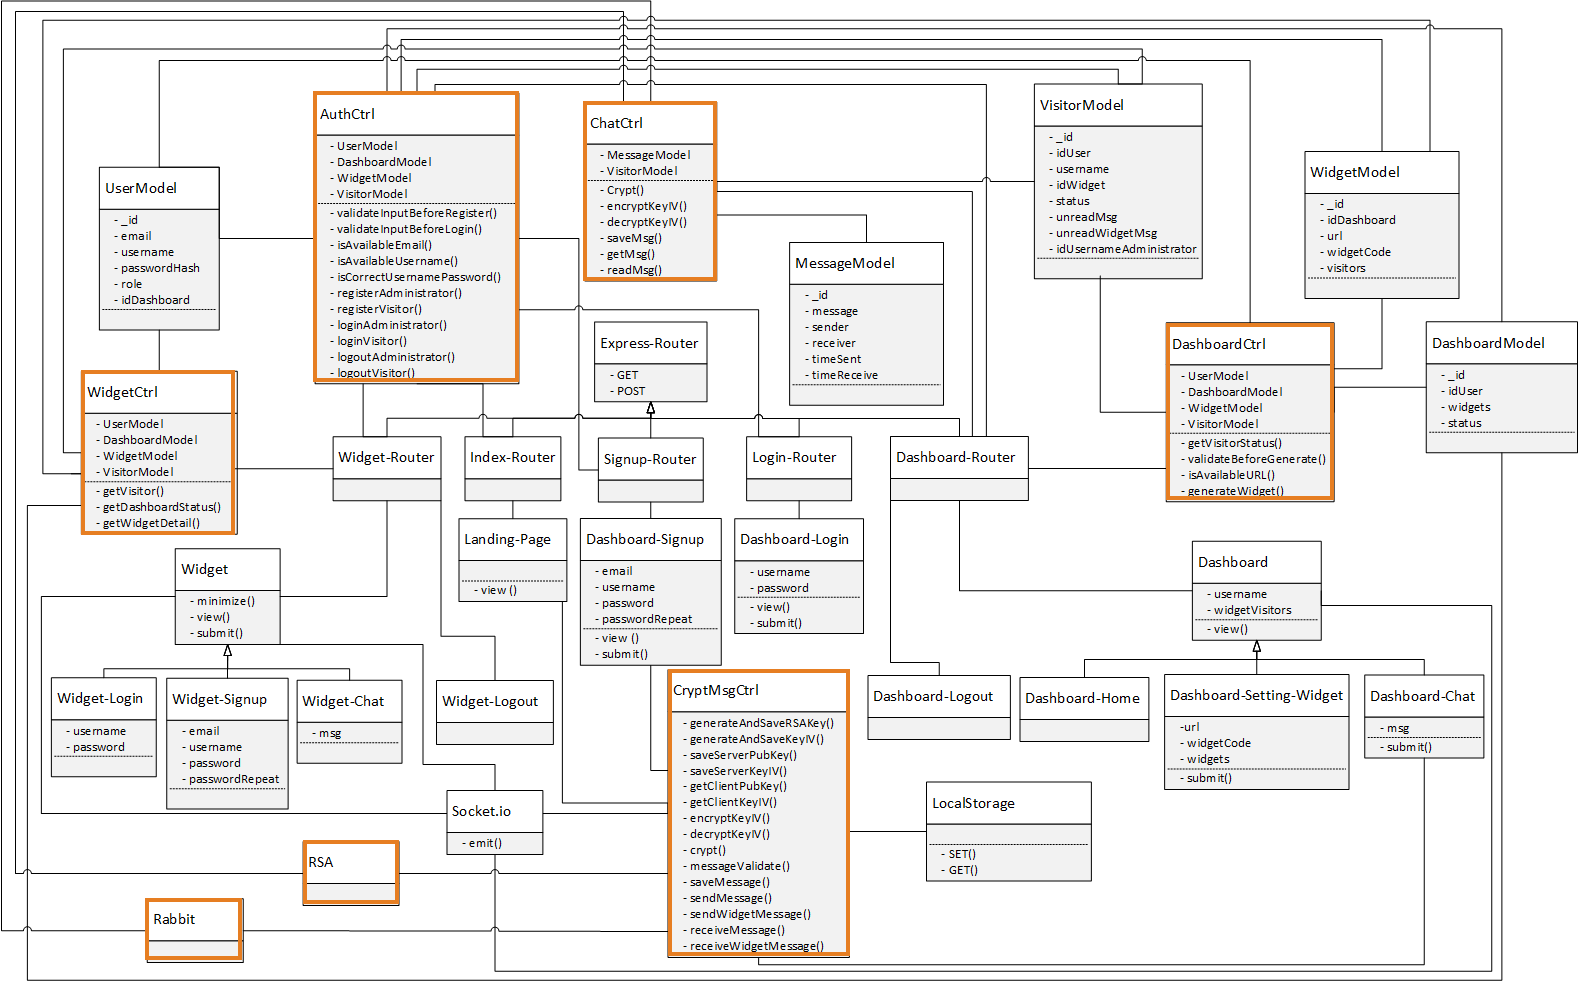 AuthCtrl
- UserModel
- DashboardModel
- WidgetModel
- VisitorModel
- validateInputBeforeRegister()
- validateInputBeforeLogin()
- isAvailableEmail()
- isAvailableUsername()
- isCorrectUsernamePassword()
- registerAdministrator()
- registerVisitor()
- loginAdministrator()
- loginVisitor()
- logoutAdministrator()
- logoutVisitor()
ChatCtrl
- MessageModel
- VisitorModel
- Crypt()
- encryptKeyIV()
- decryptKeyIV()
- saveMsg()
- getMsg()
- readMsg()
VisitorModel
- _id
- idUser
- username
- idWidget
- status
- unreadMsg
- unreadWidgetMsg
- idUsernameAdministrator
WidgetModel
- _id
- idDashboard
- url
- widgetCode
- visitors
UserModel
- _id
- email
- username
- passwordHash
- role
- idDashboard
MessageModel
- _id
- message
- sender
- receiver
- timeSent
- timeReceive
Express-Router
- GET
- POST
DashboardCtrl
- UserModel
- DashboardModel
- WidgetModel
- VisitorModel
- getVisitorStatus()
- validateBeforeGenerate()
- isAvailableURL()
- generateWidget()
DashboardModel
- _id
- idUser
- widgets
- status
WidgetCtrl
- UserModel
- DashboardModel
- WidgetModel
- VisitorModel
- getVisitor()
- getDashboardStatus()
- getWidgetDetail()
Widget-Router
Index-Router
Signup-Router
Login-Router
Dashboard-Router
Landing-Page
- view ()
Dashboard-Signup
- email
- username
- password
- passwordRepeat
- view ()
- submit()
Dashboard-Login
- username
- password
- view()
- submit()
Widget
- minimize()
- view()
- submit()
Dashboard
- username
- widgetVisitors
- view()
Widget-Login
- username
- password
Widget-Signup
- email
- username
- password
- passwordRepeat
Widget-Chat
- msg
Widget-Logout
CryptMsgCtrl
- generateAndSaveRSAKey()
- generateAndSaveKeyIV()
- saveServerPubKey()
- saveServerKeyIV()
- getClientPubKey()
- getClientKeyIV()
- encryptKeyIV()
- decryptKeyIV()
- crypt()
- messageValidate()
- saveMessage()
- sendMessage()
- sendWidgetMessage()
- receiveMessage()
- receiveWidgetMessage()
Dashboard-Logout
Dashboard-Home
Dashboard-Setting-Widget
-url
- widgetCode
- widgets
- submit()
Dashboard-Chat
- msg
- submit()
Socket.io
- emit()
LocalStorage
- SET()
- GET()
RSA
Rabbit